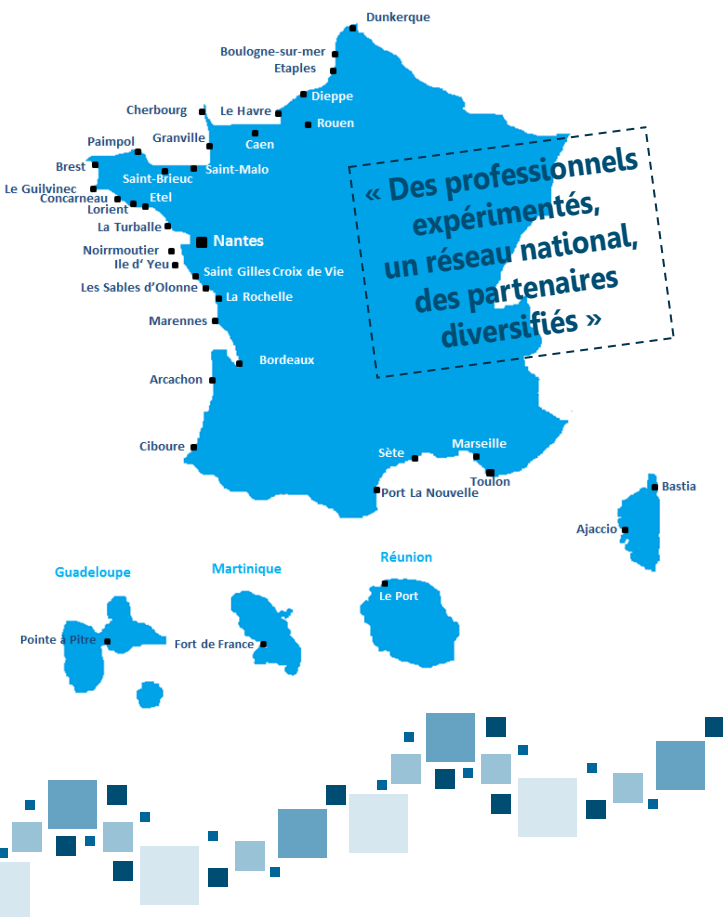 Dunkerque
Boulogne-sur-mer
Etaples
Dieppe
Cherbourg
Le Havre
Rouen
Granville
Caen
Paimpol
Brest
Saint-Malo
Saint-Brieuc
Le Guilvinec
Concarneau
Etel
Lorient
La Turballe
Nantes
Noirrmoutier
Ile d' Yeu
Saint Gilles Croix de Vie
Les Sables d'Olonne
La Rochelle
Marennes
Bordeaux
Arcachon
Ciboure
« Des professionnels
expérimentés,
un réseau national,
des partenaires
diversifiés »
Marseille
Sète
Toulon
Port La Nouvelle
Bastia
Ajaccio
Guadeloupe
Martinique
Réunion
Le Port
Pointe à Pitre
Fort de France